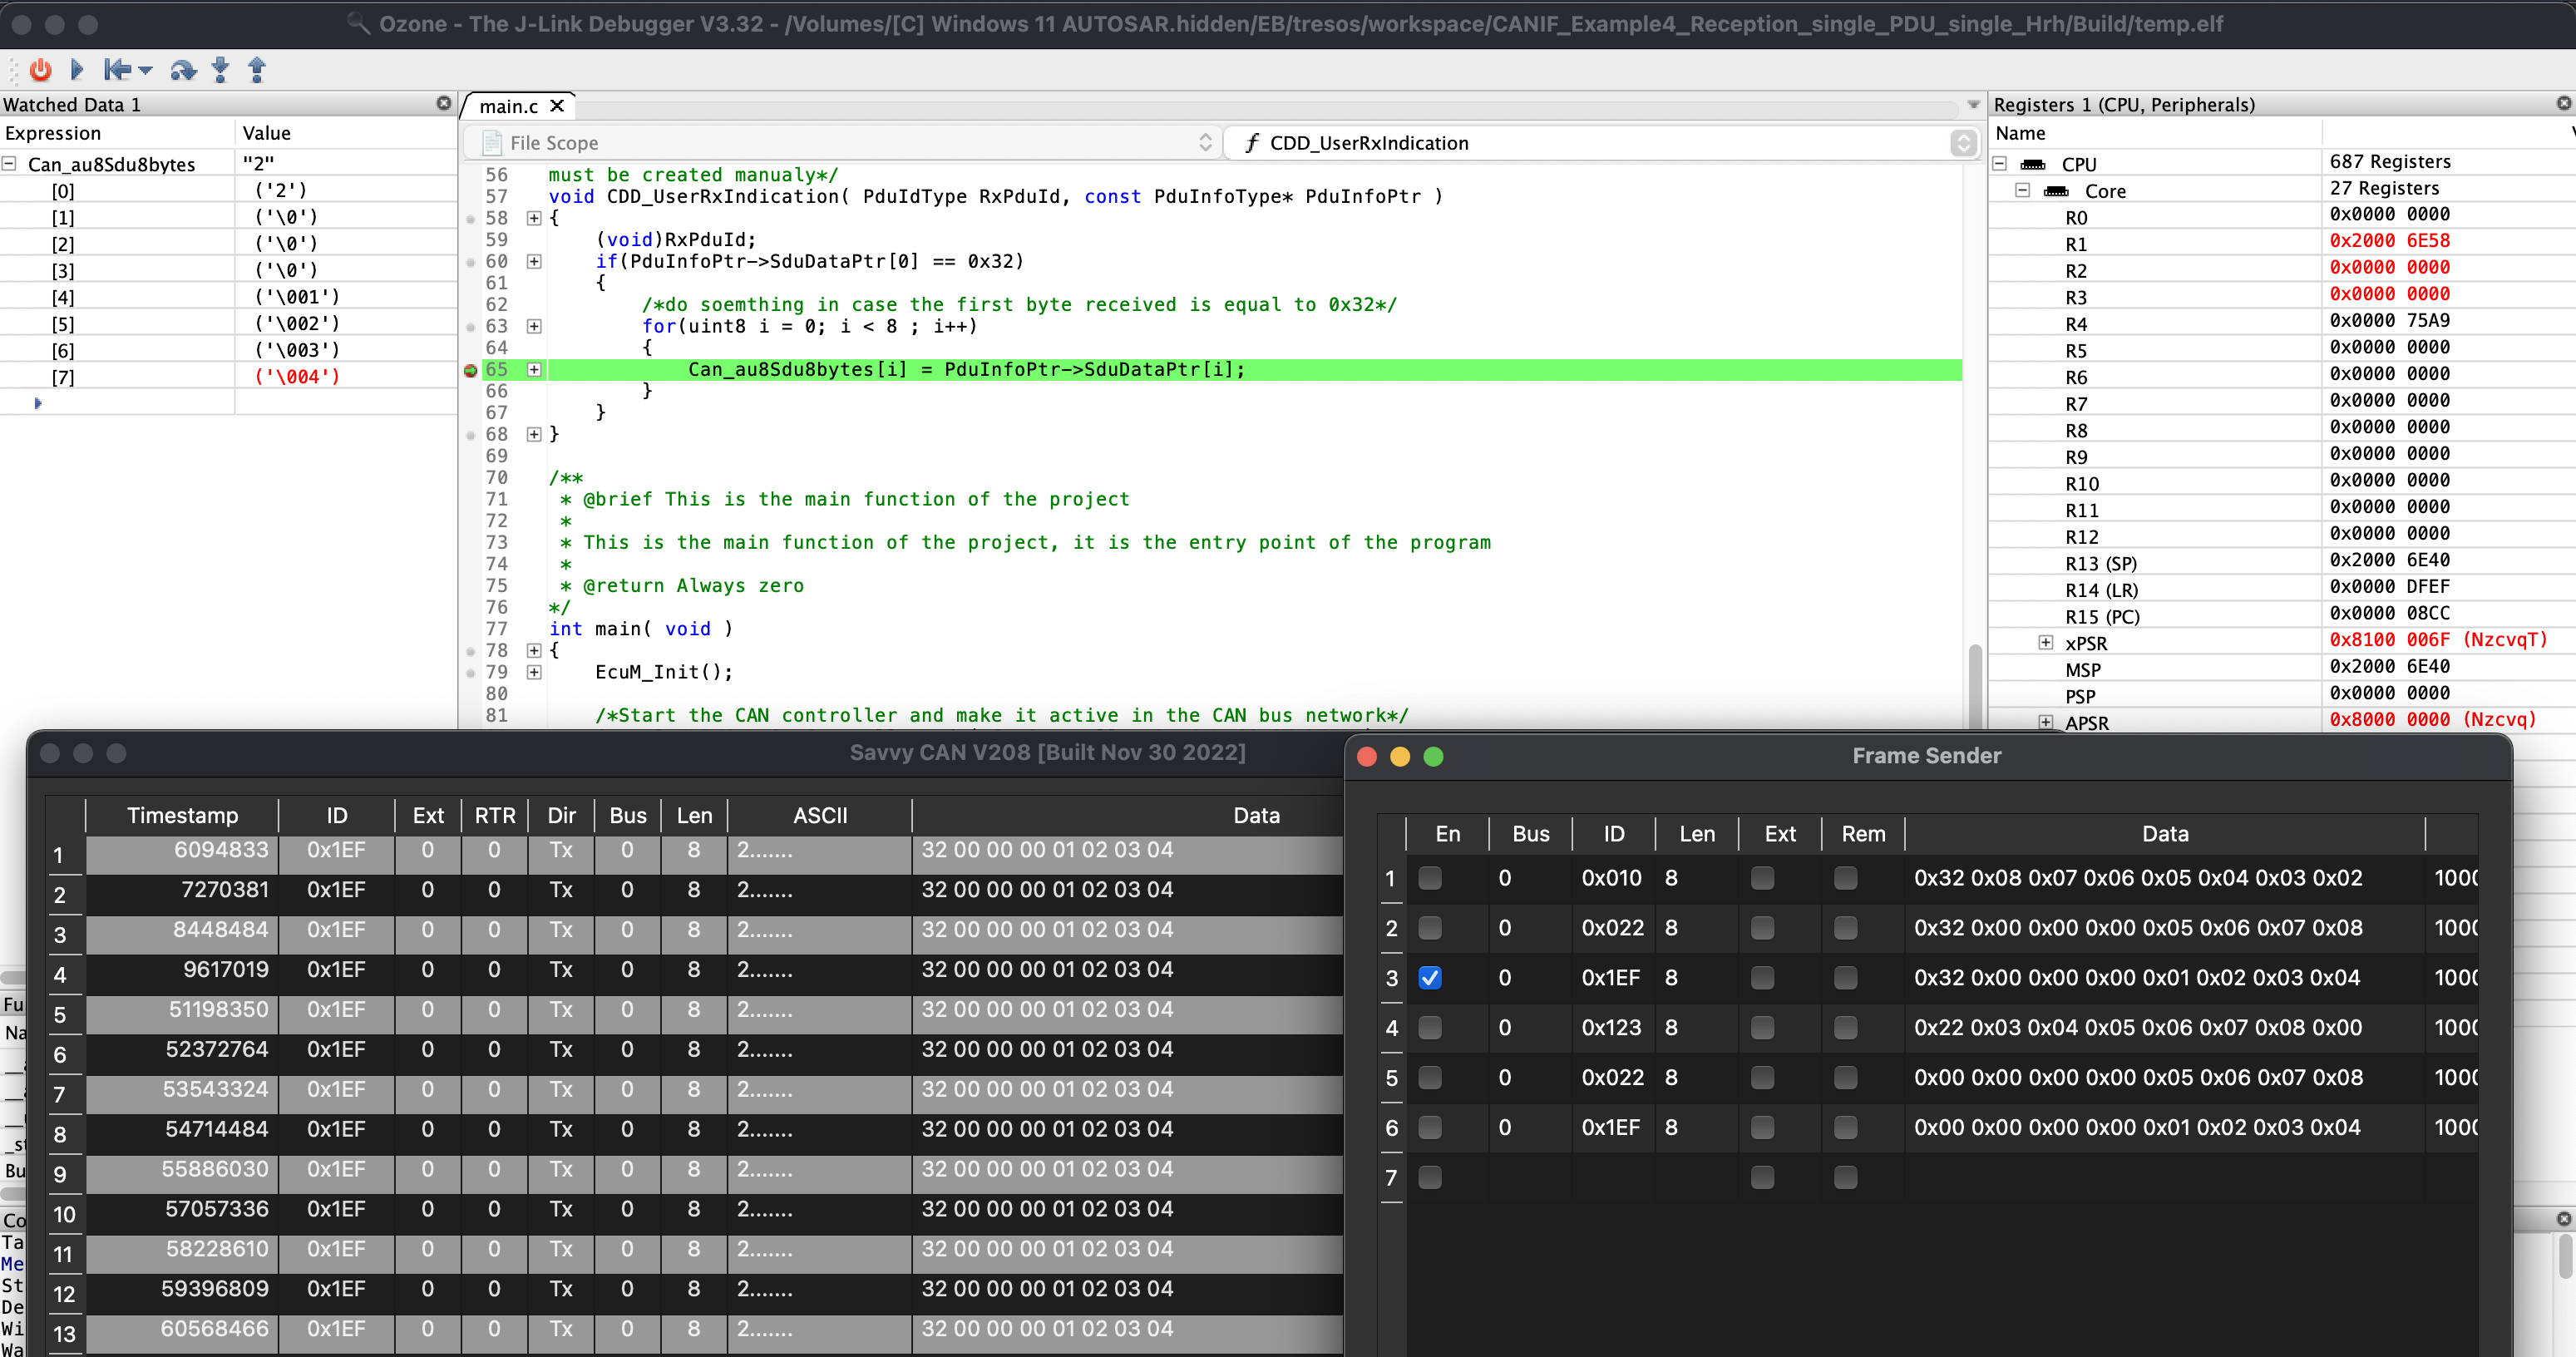 Ozone - The J-Link Debugger V3.32 - /Volumes/[C] Windows 11 AUTOSAR.hidden/EB/tresos/workspace/CANIF_Example4_Reception_single_PDU_single_Hrh/Build/temp.elf
Watched Data 1
Expression Value
Can_au8Sdu8bytes "2"
[0] ('2')
[1] ('\0')
[2] ('\0')
[3] ('\0')
[4] ('\001')
[5] ('\002')
[6] ('\003')
[7] ('\004')
main.c
File Scope
CDD_UserRxIndication
56 must be created manualy*/
57 void CDD_UserRxIndication( PduIdType RxPduId, const PduInfoType* PduInfoPtr )
58 {
59 (void)RxPduId;
60 if(PduInfoPtr->SduDataPtr[0] == 0x32)
61 {
62 /*do soemthing in case the first byte received is equal to 0x32*/
63 for(uint8 i = 0; i < 8 ; i++)
64 {
65 Can_au8Sdu8bytes[i] = PduInfoPtr->SduDataPtr[i];
66 }
67 }
68 }
69
70 /**
71 * @brief This is the main function of the project
72 *
73 * This is the main function of the project, it is the entry point of the program
74 *
75 * @return Always zero
76 */
77 int main( void )
78 {
79 EcuM_Init();
80
81 /*Start the CAN controller and make it active in the CAN bus network*/
Registers 1 (CPU, Peripherals)
Name
CPU 687 Registers
Core 27 Registers
R0 0x0000 0000
R1 0x2000 6E58
R2 0x0000 0000
R3 0x0000 0000
R4 0x0000 75A9
R5 0x0000 0000
R6 0x0000 0000
R7 0x0000 0000
R8 0x0000 0000
R9 0x0000 0000
R10 0x0000 0000
R11 0x0000 0000
R12 0x0000 0000
R13 (SP) 0x2000 6E40
R14 (LR) 0x0000 DFEF
R15 (PC) 0x0000 08CC
xPSR 0x8100 006F (NzcvqT)
MSP 0x2000 6E40
PSP 0x0000 0000
APSR 0x8000 0000 (Nzcvq)
Savvy CAN V208 [Built Nov 30 2022]
Timestamp ID Ext RTR Dir Bus Len ASCII Data
1 6094833 0x1EF 0 0 Tx 0 8 2....... 32 00 00 00 01 02 03 04
2 7270381 0x1EF 0 0 Tx 0 8 2....... 32 00 00 00 01 02 03 04
3 8448484 0x1EF 0 0 Tx 0 8 2....... 32 00 00 00 01 02 03 04
4 9617019 0x1EF 0 0 Tx 0 8 2....... 32 00 00 00 01 02 03 04
5 51198350 0x1EF 0 0 Tx 0 8 2....... 32 00 00 00 01 02 03 04
6 52372764 0x1EF 0 0 Tx 0 8 2....... 32 00 00 00 01 02 03 04
7 53543324 0x1EF 0 0 Tx 0 8 2....... 32 00 00 00 01 02 03 04
8 54714484 0x1EF 0 0 Tx 0 8 2....... 32 00 00 00 01 02 03 04
9 55886030 0x1EF 0 0 Tx 0 8 2....... 32 00 00 00 01 02 03 04
10 57057336 0x1EF 0 0 Tx 0 8 2....... 32 00 00 00 01 02 03 04
11 58228610 0x1EF 0 0 Tx 0 8 2....... 32 00 00 00 01 02 03 04
12 59396809 0x1EF 0 0 Tx 0 8 2....... 32 00 00 00 01 02 03 04
13 60568466 0x1EF 0 0 Tx 0 8 2....... 32 00 00 00 01 02 03 04
Frame Sender
En Bus ID Len Ext Rem Data
1 0 0x010 8 0x32 0x08 0x07 0x06 0x05 0x04 0x03 0x02 1000
2 0 0x022 8 0x32 0x00 0x00 0x00 0x05 0x06 0x07 0x08 1000
3 0 0x1EF 8 0x32 0x00 0x00 0x00 0x01 0x02 0x03 0x04 1000
4 0 0x123 8 0x22 0x03 0x04 0x05 0x06 0x07 0x08 0x00 1000
5 0 0x022 8 0x00 0x00 0x00 0x00 0x05 0x06 0x07 0x08 1000
6 0 0x1EF 8 0x00 0x00 0x00 0x00 0x01 0x02 0x03 0x04 1000
7